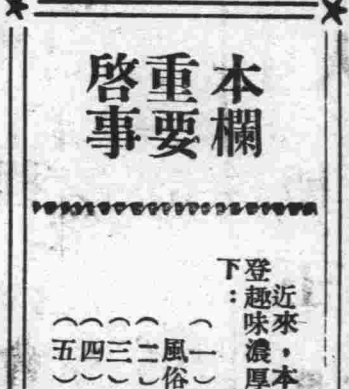 本欄
重要
啓事
近來，本
登趣味濃厚
下：
（一）
風俗
（二）
（三）
（四）
（五）